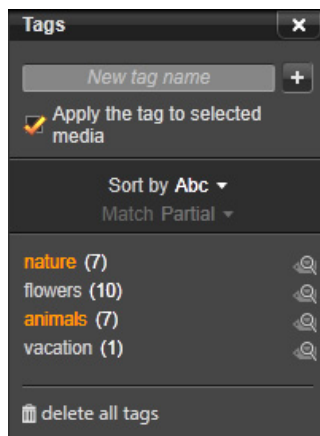 Tags
New tag name
Apply the tag to selected
media
Sort by Abc
Match Partial
nature (7)
flowers (10)
animals (7)
vacation (1)
delete all tags